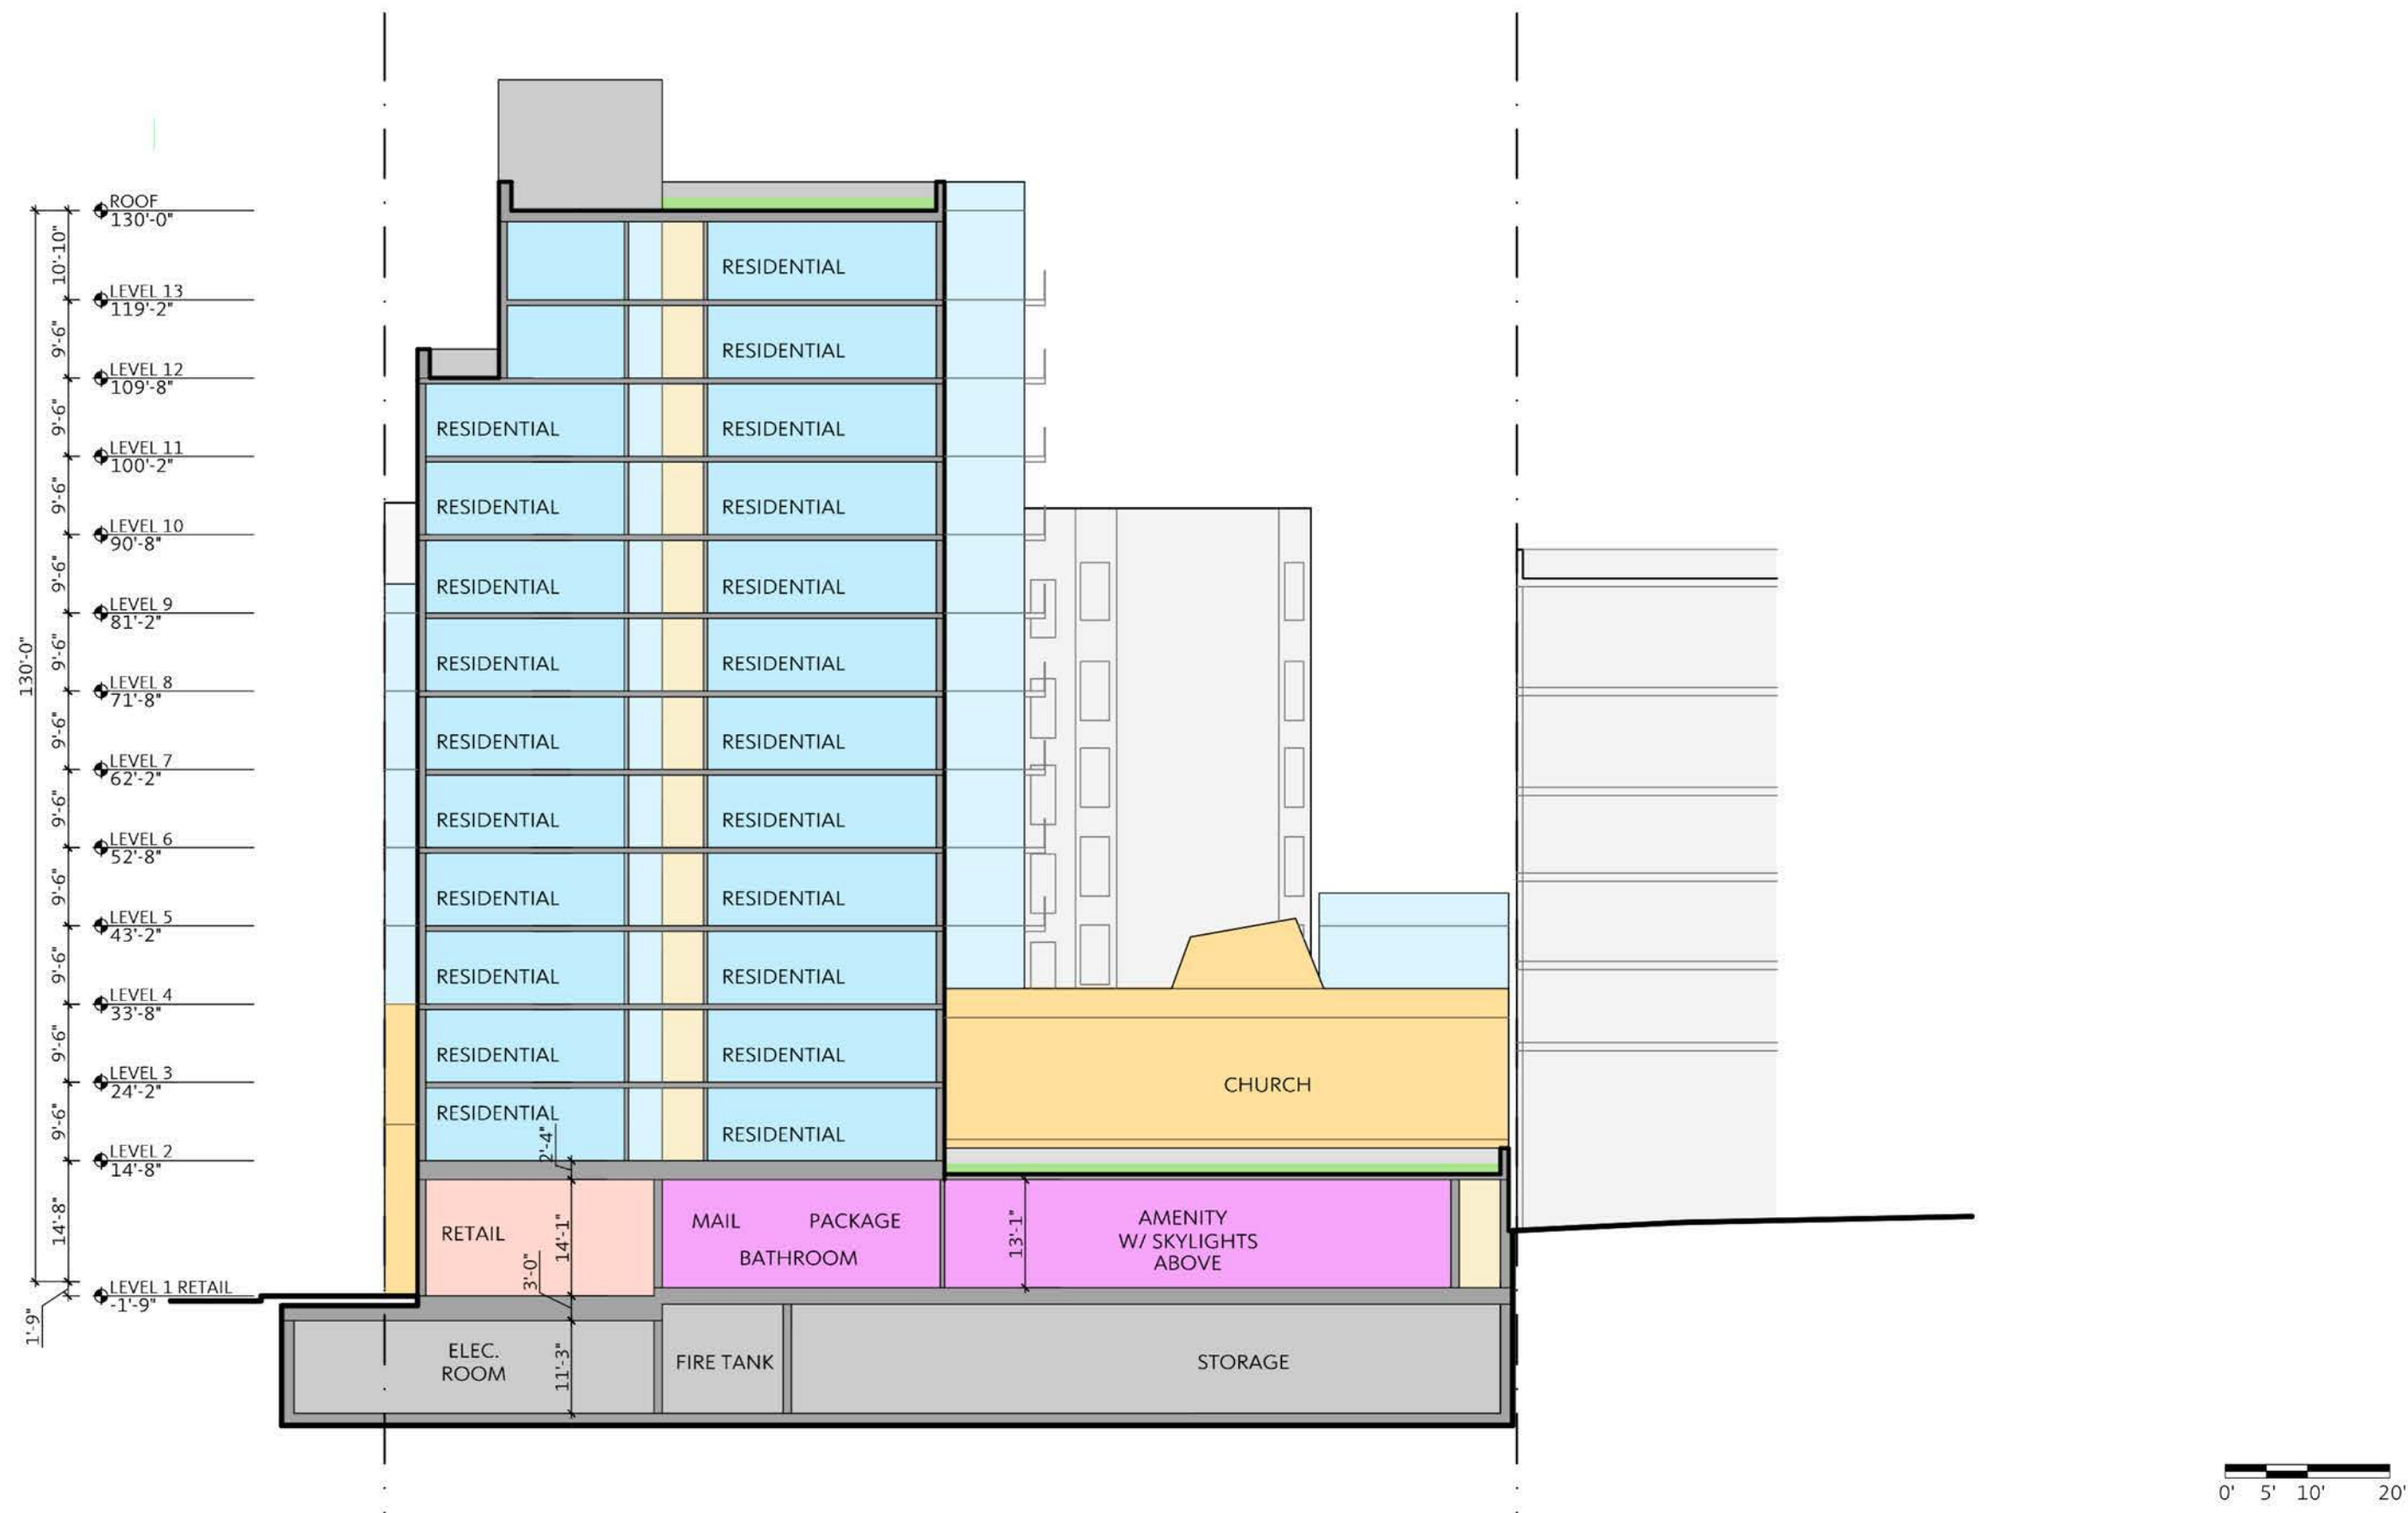 ROOF
130'-0"
10'-10"
LEVEL 13
119'-2"
9'-6"
LEVEL 12
109'-8"
9'-6"
LEVEL 11
100'-2"
9'-6"
LEVEL 10
90'-8"
9'-6"
LEVEL 9
81'-2"
9'-6"
LEVEL 8
71'-8"
9'-6"
LEVEL 7
62'-2"
9'-6"
LEVEL 6
52'-8"
9'-6"
LEVEL 5
43'-2"
9'-6"
LEVEL 4
33'-8"
9'-6"
LEVEL 3
24'-2"
9'-6"
LEVEL 2
14'-8"
14'-8"
LEVEL 1 RETAIL
-1'-9"
1'-9"
130'-0"
RESIDENTIAL
RESIDENTIAL
RESIDENTIAL RESIDENTIAL
RESIDENTIAL RESIDENTIAL
RESIDENTIAL RESIDENTIAL
RESIDENTIAL RESIDENTIAL
RESIDENTIAL RESIDENTIAL
RESIDENTIAL RESIDENTIAL
RESIDENTIAL RESIDENTIAL
RESIDENTIAL RESIDENTIAL
RESIDENTIAL RESIDENTIAL
RESIDENTIAL RESIDENTIAL
CHURCH
2'-4"
RETAIL
14'-1"
3'-0"
MAIL PACKAGE
BATHROOM
13'-1"
AMENITY
W/ SKYLIGHTS
ABOVE
ELEC.
ROOM
11'-3"
FIRE TANK
STORAGE
0' 5' 10' 20'